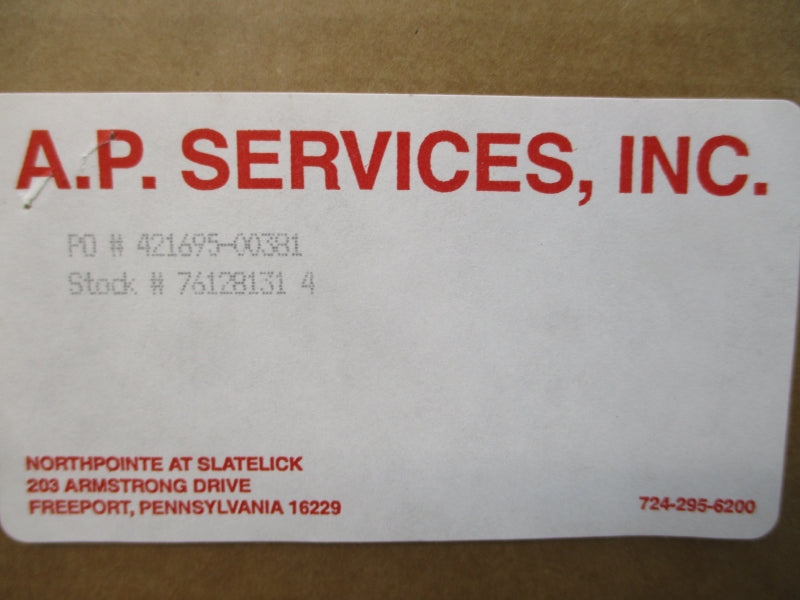 A.P. SERVICES, INC.
PO # 421695-00381
Stock # 76128131 4
NORTHPOINTE AT SLATELICK
203 ARMSTRONG DRIVE
FREEPORT, PENNSYLVANIA 16229
724-295-6200